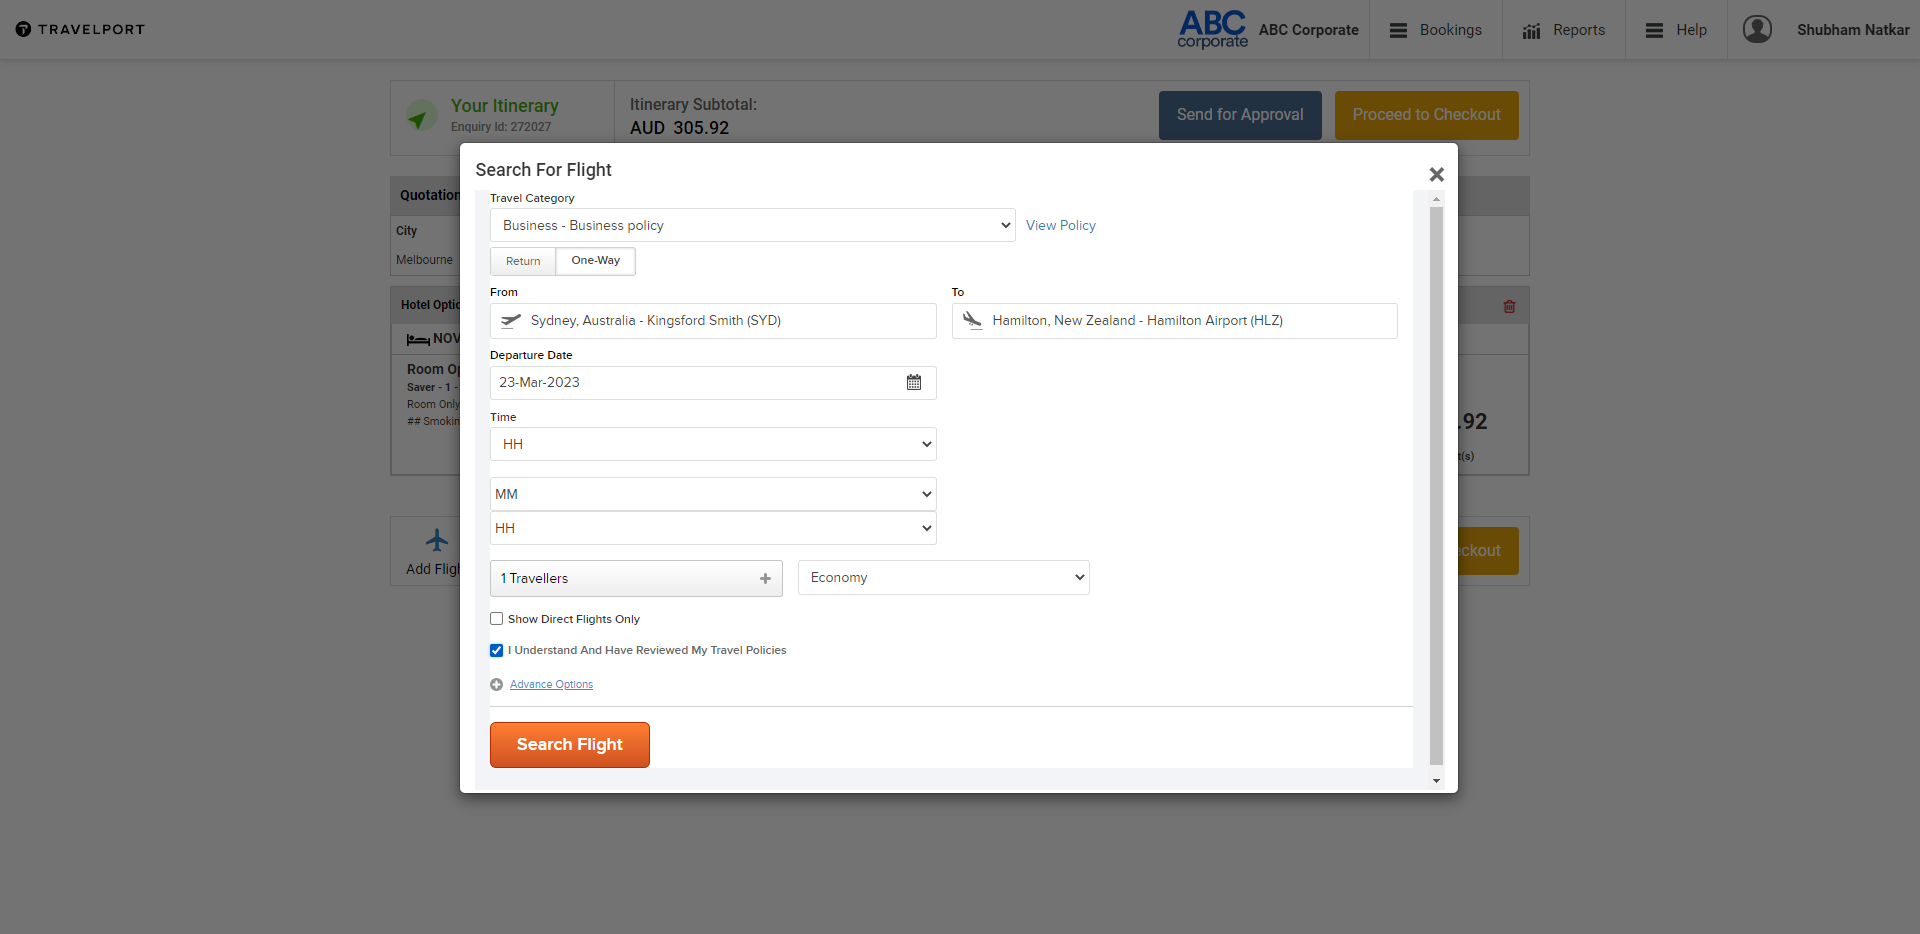 TRAVELPORT
ABC
corporate
ABC Corporate
Bookings
Reports
Help
Shubham Natkar
Your Itinerary
Enquiry Id: 272027
Itinerary Subtotal:
AUD 305.92
Send for Approval
Proceed to Checkout
Search For Flight
Quotation
City
Melbourne
Hotel
NOV
Room
Saver - 1 -
Room Only
##
.92
Travel Category
Business - Business policy
View Policy
Return
One-Way
From
To
Sydney, Australia - Kingsford Smith (SYD)
Hamilton, New Zealand - Hamilton Airport (HLZ)
Departure Date
23-Mar-2023
Time
HH
MM
HH
1 Travellers
Economy
Show Direct Flights Only
I Understand And Have Reviewed My Travel Policies
Advance Options
Search Flight
Add